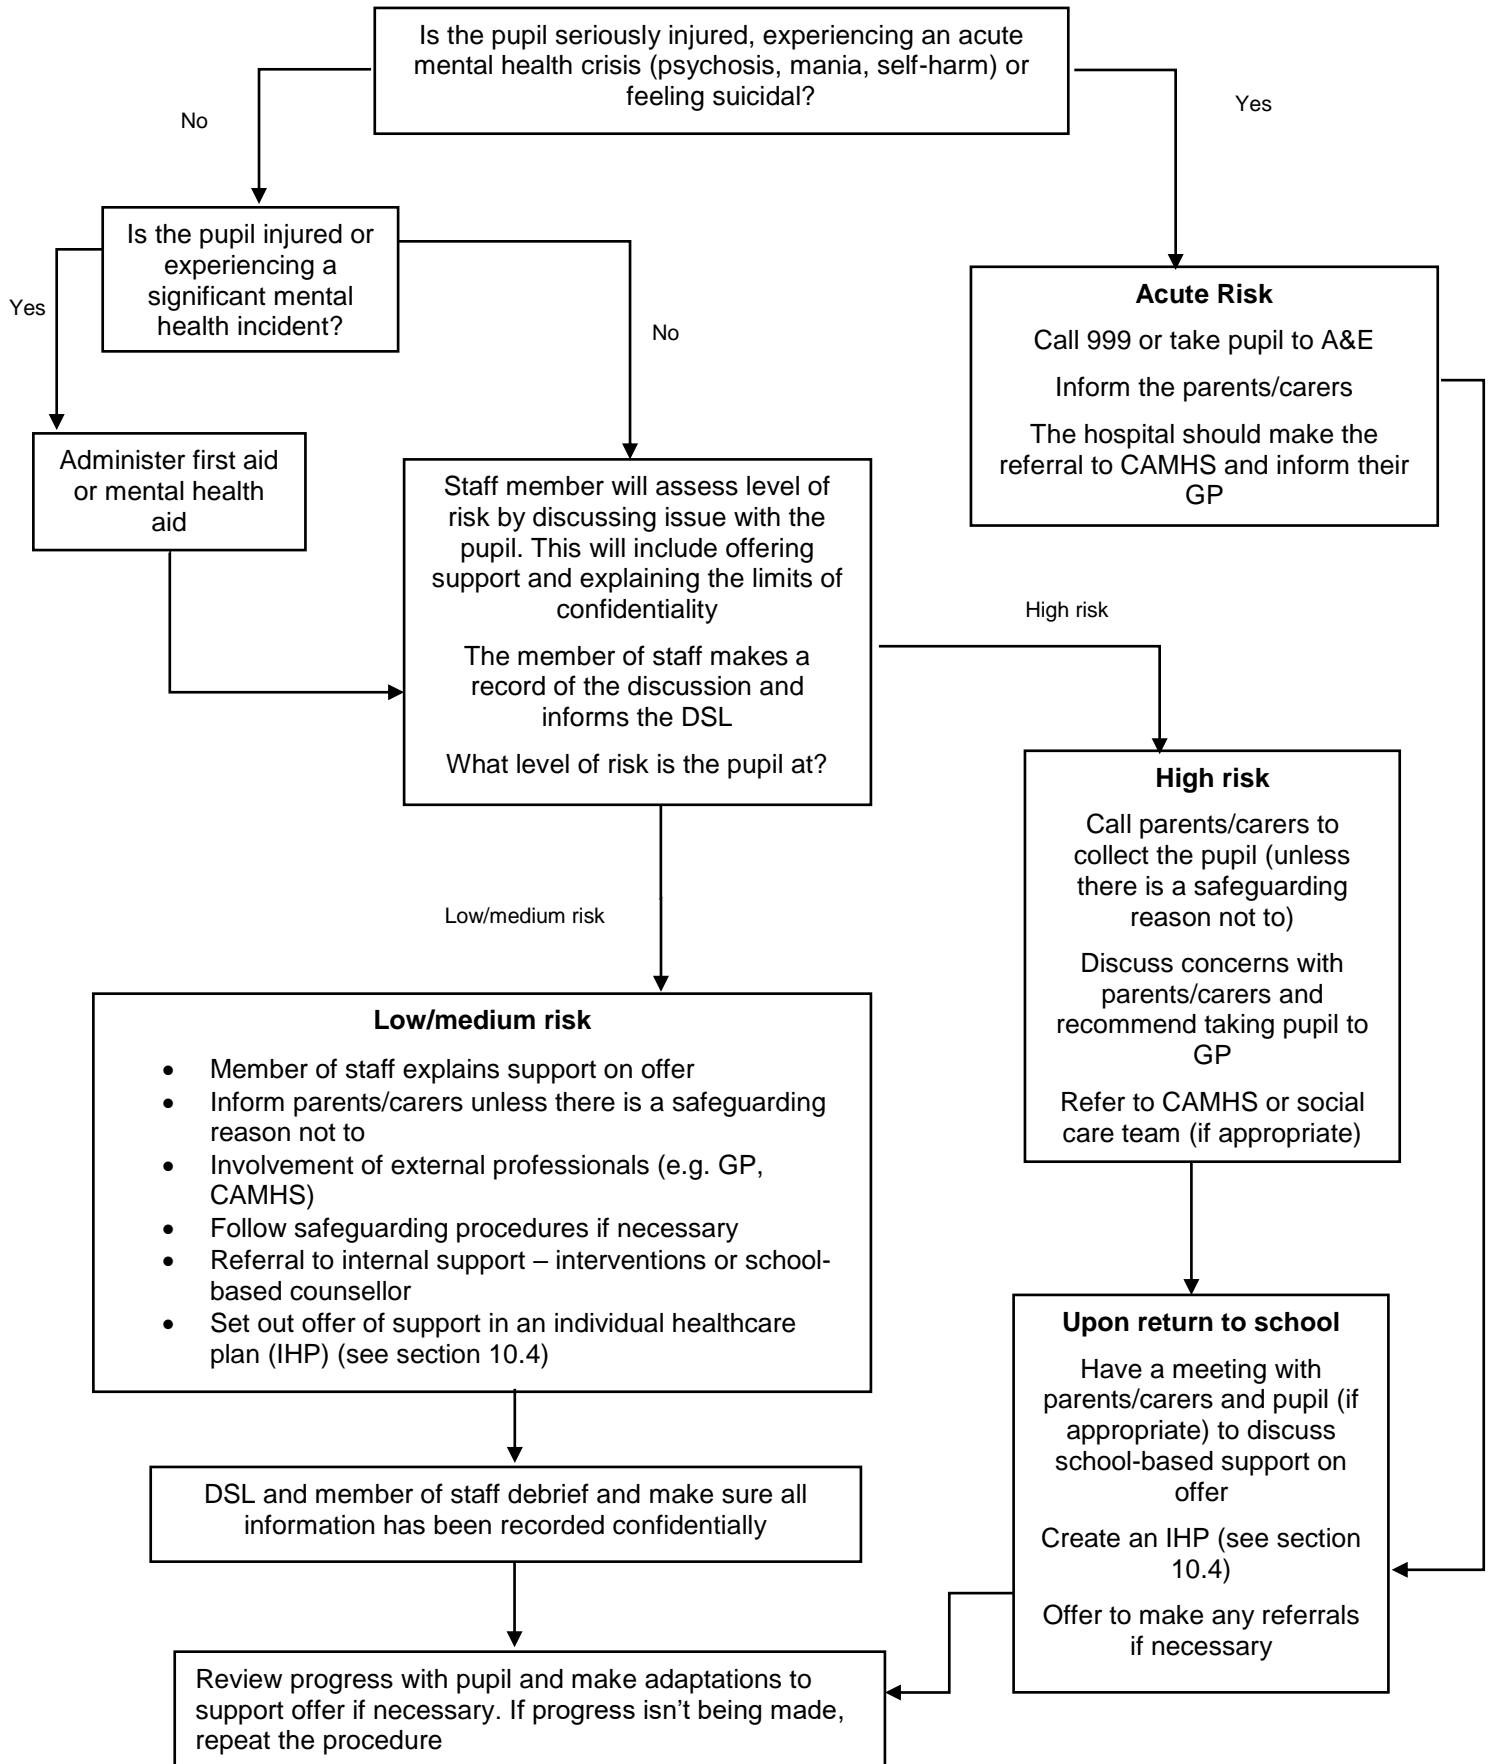 Is the pupil seriously injured, experiencing an acute
mental health crisis (psychosis, mania, self-harm) or
feeling suicidal?
No
Yes
Is the pupil injured or
experiencing a
significant mental
health incident?
Yes
No
Acute Risk
Call 999 or take pupil to A&E
Inform the parents/carers
The hospital should make the
referral to CAMHS and inform their
GP
Administer first aid
or mental health
aid
Staff member will assess level of
risk by discussing issue with the
pupil. This will include offering
support and explaining the limits of
confidentiality
The member of staff makes a
record of the discussion and
informs the DSL
What level of risk is the pupil at?
High risk
High risk
Call parents/carers to
collect the pupil (unless
there is a safeguarding
reason not to)
Discuss concerns with
parents/carers and
recommend taking pupil to
GP
Refer to CAMHS or social
care team (if appropriate)
Low/medium risk
Low/medium risk
• Member of staff explains support on offer
• Inform parents/carers unless there is a safeguarding
reason not to
• Involvement of external professionals (e.g. GP,
CAMHS)
• Follow safeguarding procedures if necessary
• Referral to internal support – interventions or school-
based counsellor
• Set out offer of support in an individual healthcare
plan (IHP) (see section 10.4)
Upon return to school
Have a meeting with
parents/carers and pupil (if
appropriate) to discuss
school-based support on
offer
Create an IHP (see section
10.4)
Offer to make any referrals
if necessary
DSL and member of staff debrief and make sure all
information has been recorded confidentially
Review progress with pupil and make adaptations to
support offer if necessary. If progress isn’t being made,
repeat the procedure